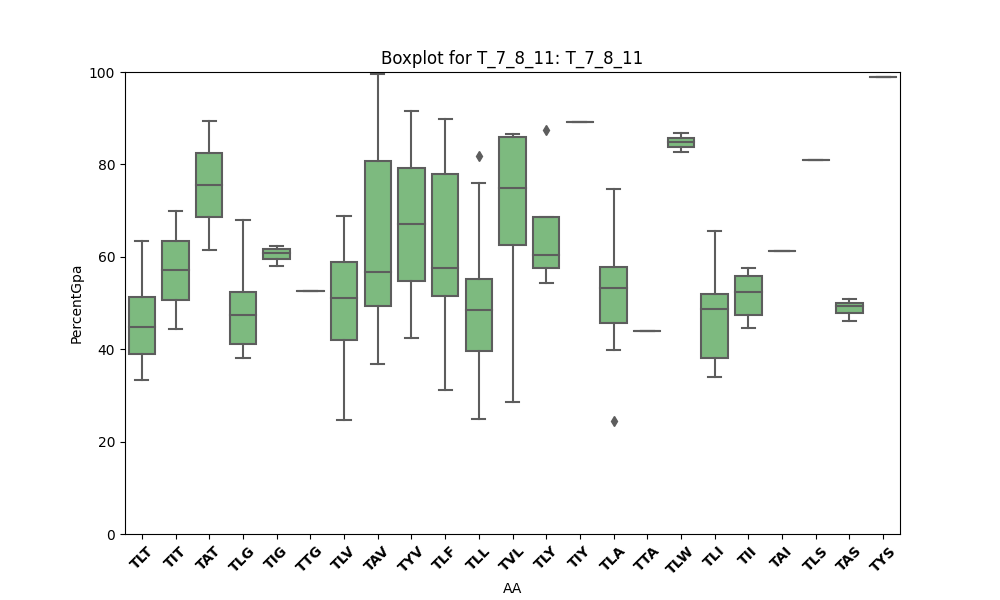 Boxplot for T_7_8_11: T_7_8_11
100
80
60
40
20
0
PercentGpa
TLT TIT TAT TLG TIG TTG TLV TAV TYV TLF TLL TVL TLY TIY TLA TTA TLW TLI TII TAI TLS TAS TYS
AA